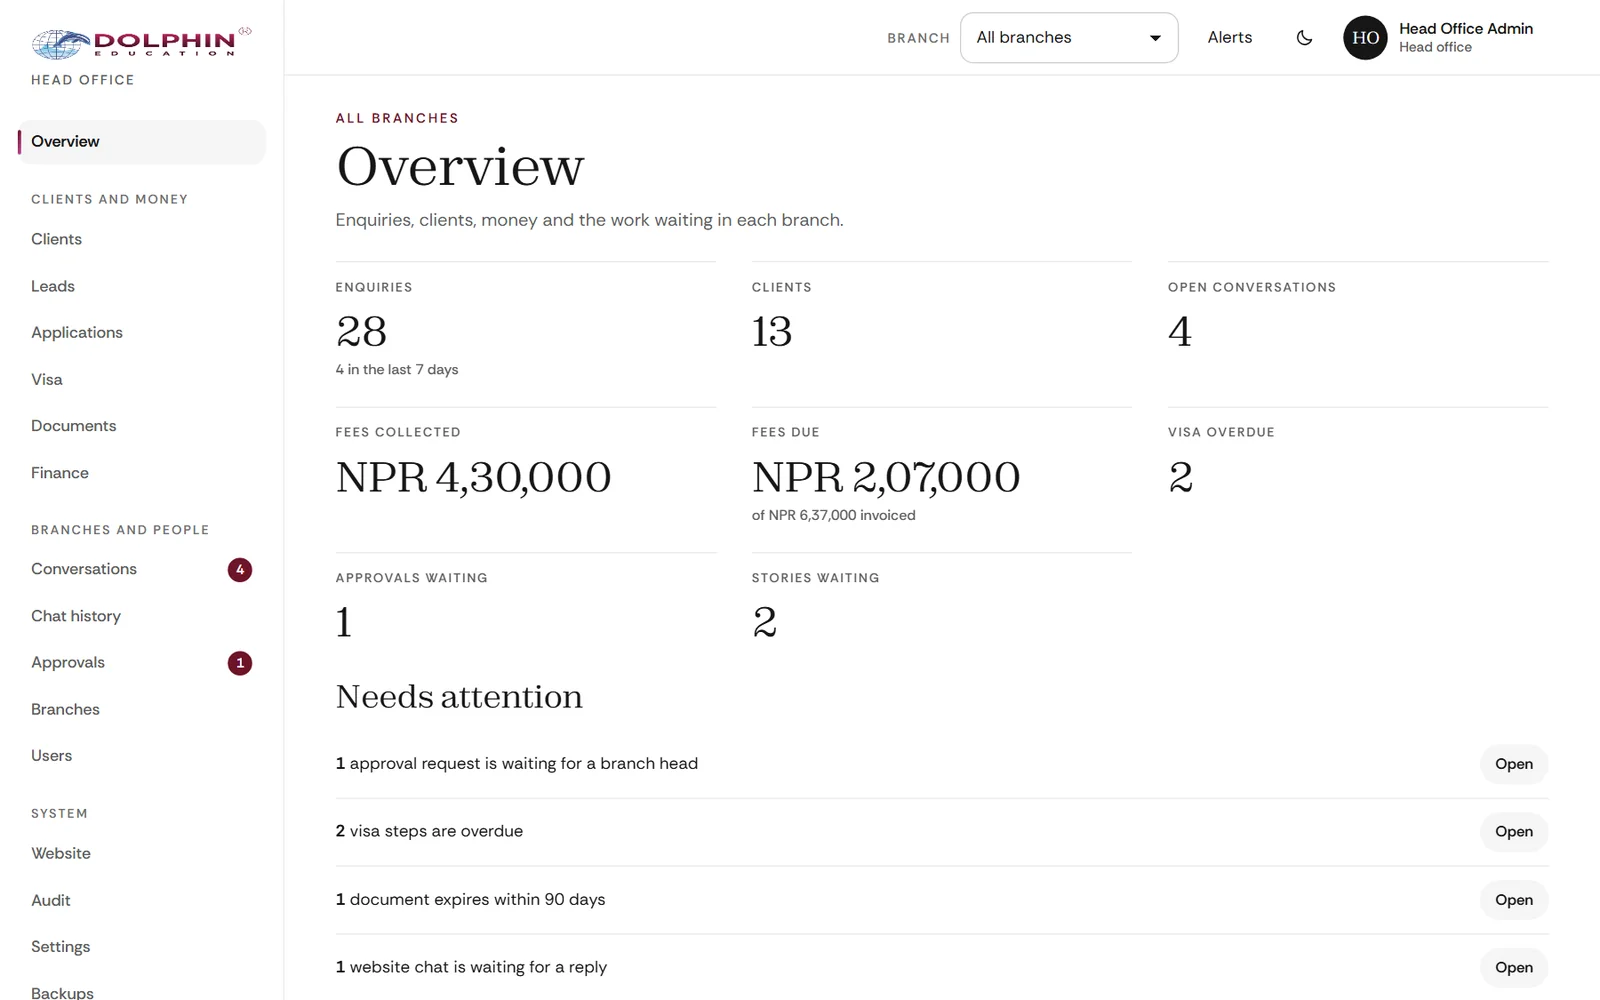 DOLPHIN
EDUCATION
HEAD OFFICE
Overview
CLIENTS AND MONEY
Clients
Leads
Applications
Visa
Documents
Finance
BRANCHES AND PEOPLE
Conversations 4
Chat history
Approvals 1
Branches
Users
SYSTEM
Website
Audit
Settings
Backups
BRANCH All branches Alerts HO Head Office Admin
Head office
ALL BRANCHES
Overview
Enquiries, clients, money and the work waiting in each branch.
ENQUIRIES
28
4 in the last 7 days
CLIENTS
13
OPEN CONVERSATIONS
4
FEES COLLECTED
NPR 4,30,000
FEES DUE
NPR 2,07,000
of NPR 6,37,000 invoiced
VISA OVERDUE
2
APPROVALS WAITING
1
STORIES WAITING
2
Needs attention
1 approval request is waiting for a branch head Open
2 visa steps are overdue Open
1 document expires within 90 days Open
1 website chat is waiting for a reply Open